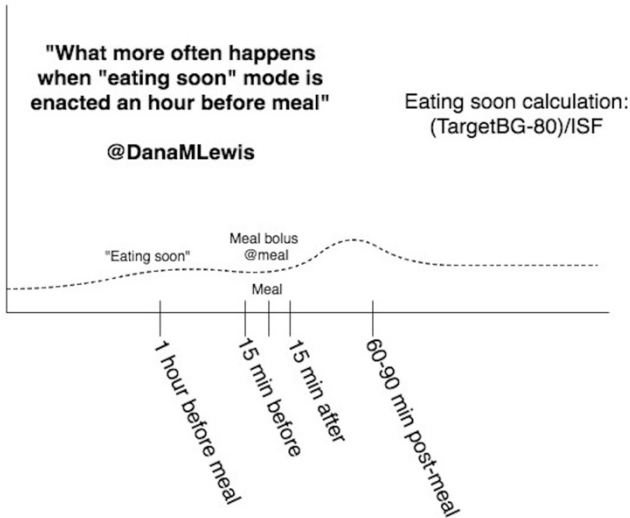 "What more often happens
when "eating soon" mode is
enacted an hour before meal"
@DanaMLewis
Eating soon calculation:
(TargetBG-80)/ISF
"Eating soon"
Meal bolus
@meal
Meal
1 hour before meal
15 min before
15 min after
60-90 min post-meal